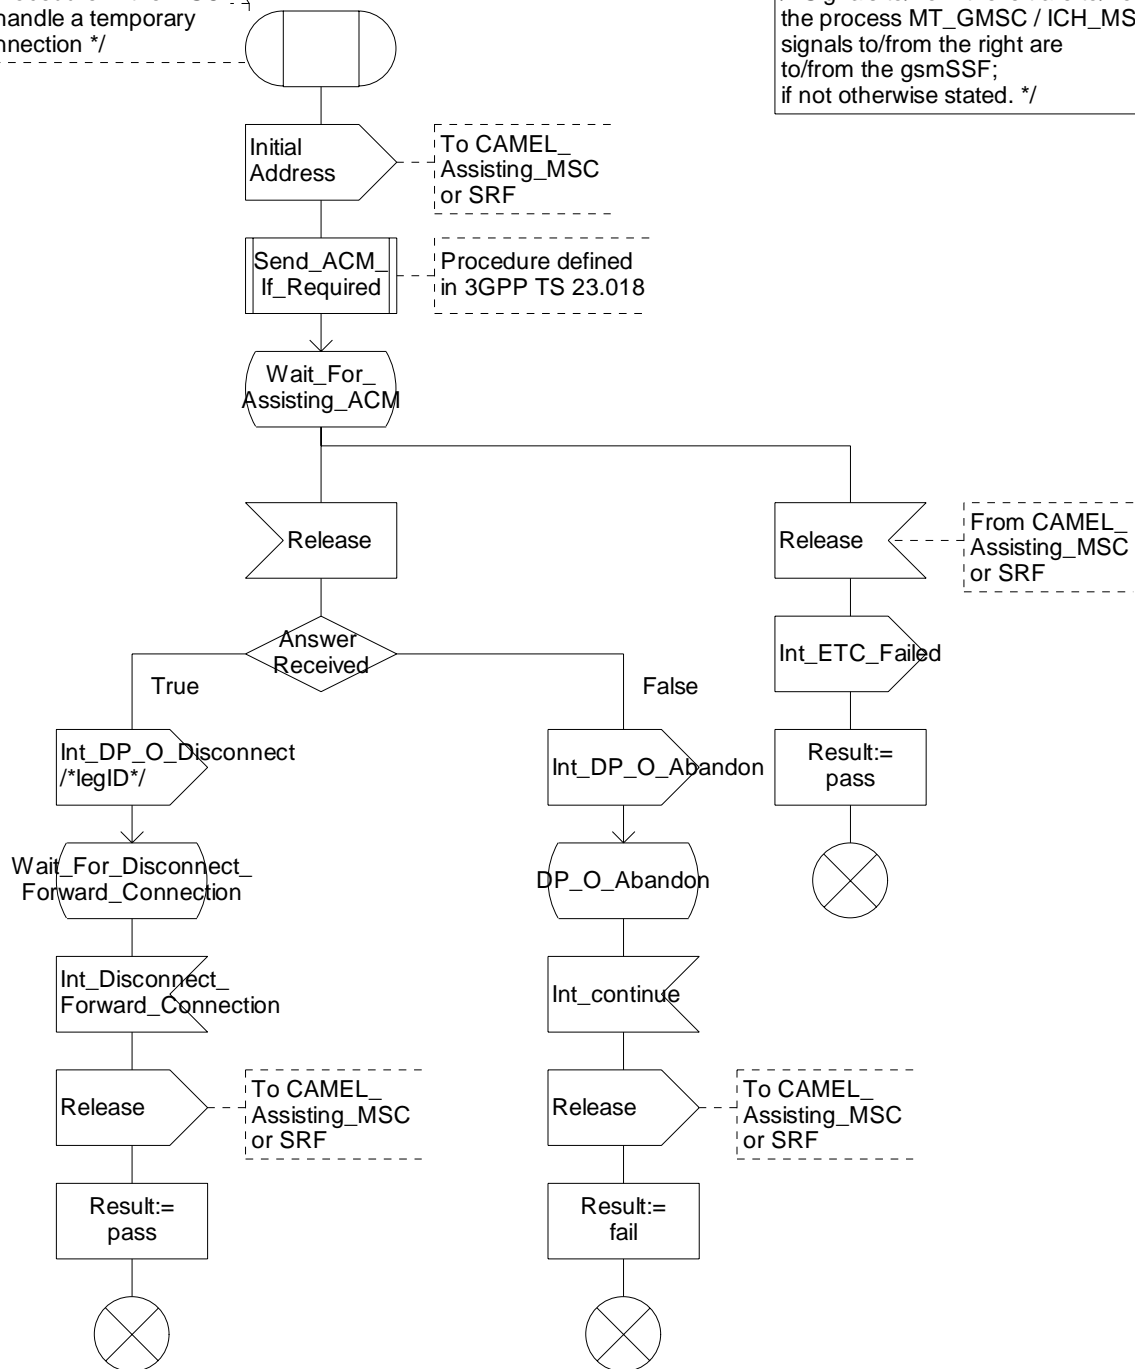 handle a temporary
nnection */
the process MT_GMSC / ICH_MS
signals to/from the right are
to/from the gsmSSF;
if not otherwise stated. */
Initial
Address
To CAMEL_
Assisting_MSC
or SRF
Send_ACM_
If_Required
Procedure defined
in 3GPP TS 23.018
Wait_For_
Assisting_ACM
Release
Release
From CAMEL_
Assisting_MSC
or SRF
Answer
Received
Int_ETC_Failed
True
False
Int_DP_O_Disconnect
/*legID*/
Int_DP_O_Abandon
Result:=
pass
Wait_For_Disconnect_
Forward_Connection
DP_O_Abandon
Int_Disconnect_
Forward_Connection
Int_continue
Release
To CAMEL_
Assisting_MSC
or SRF
Release
To CAMEL_
Assisting_MSC
or SRF
Result:=
pass
Result:=
fail